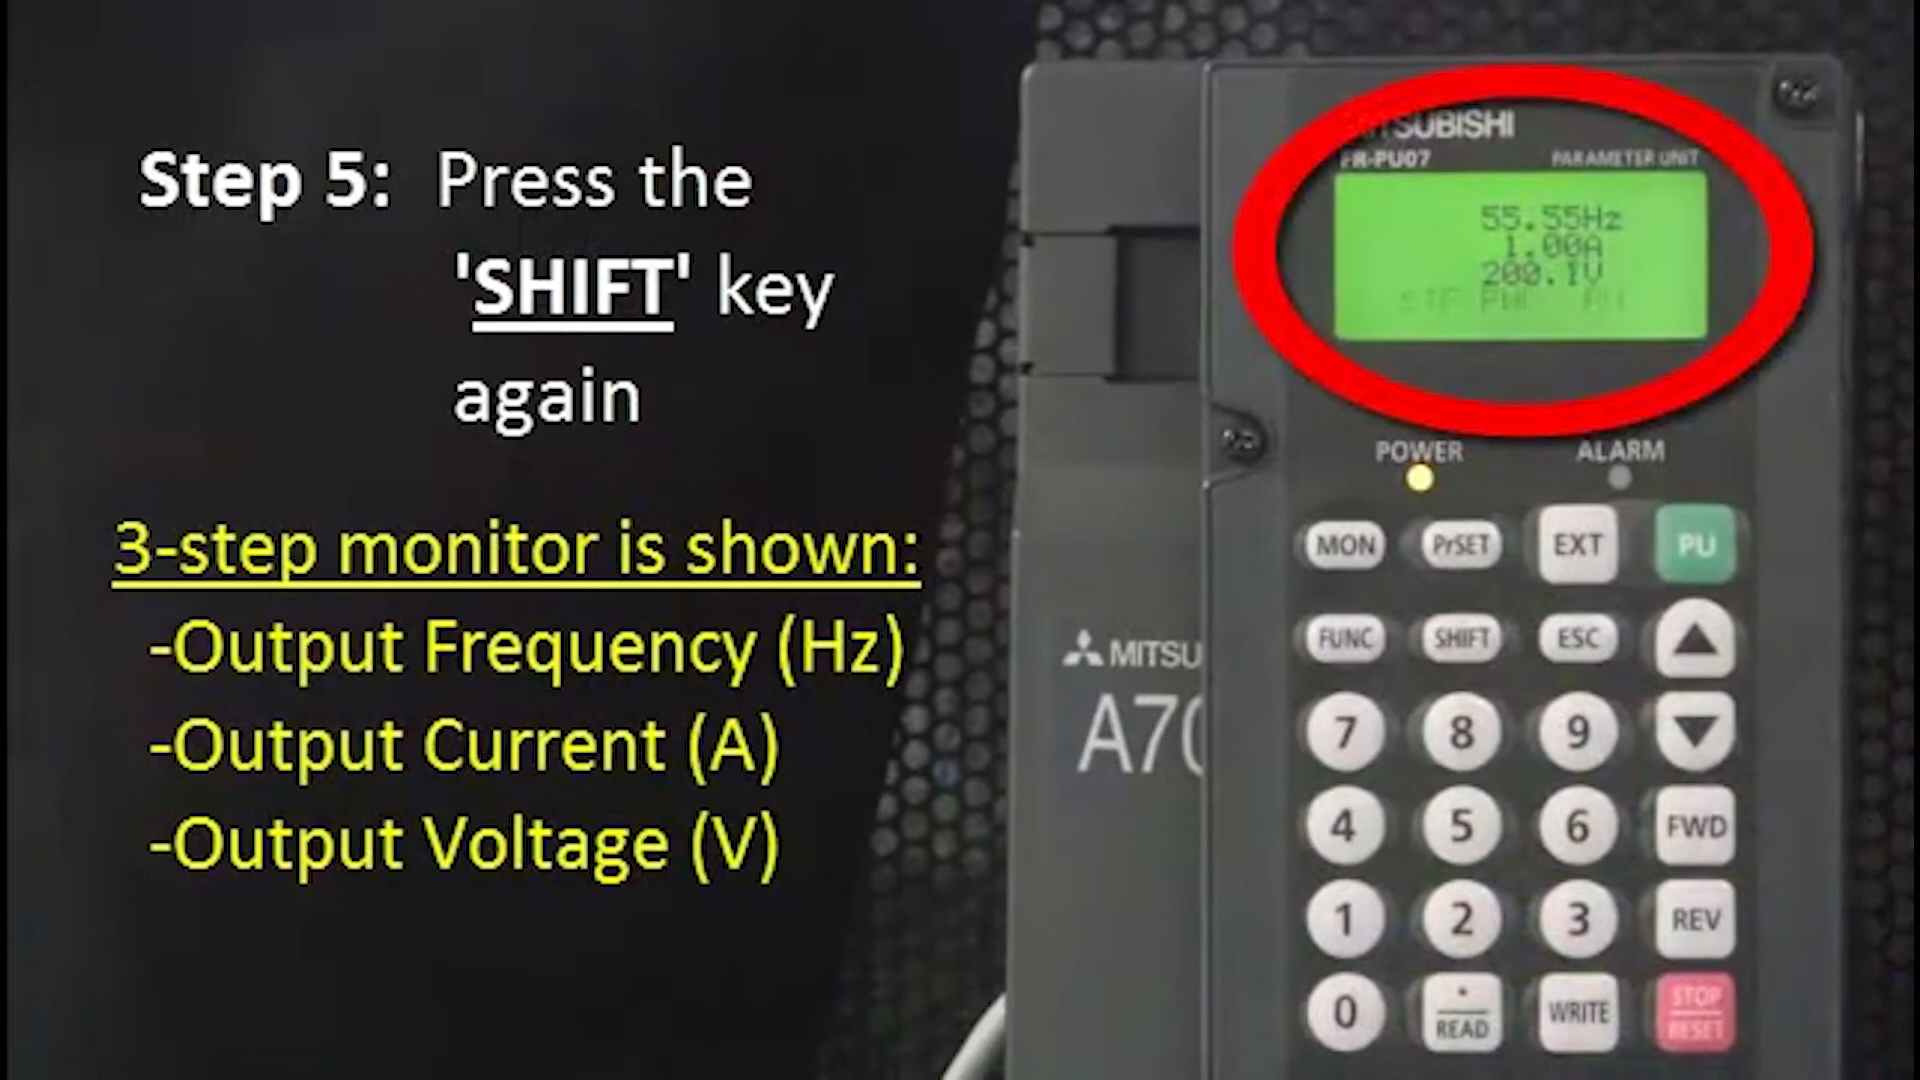 Step 5: Press the
'SHIFT' key
again
3-step monitor is shown:
-Output Frequency (Hz)
-Output Current (A)
-Output Voltage (V)
MITSUBISHI
FR-PU07 PARAMETER UNIT
55.55Hz
1.00A
200.1V
POWER ALARM
MON PrSET EXT PU
FUNC SHIFT ESC
MITSU
A70
7 8 9
4 5 6 FWD
1 2 3 REV
0 . READ WRITE STOP RESET